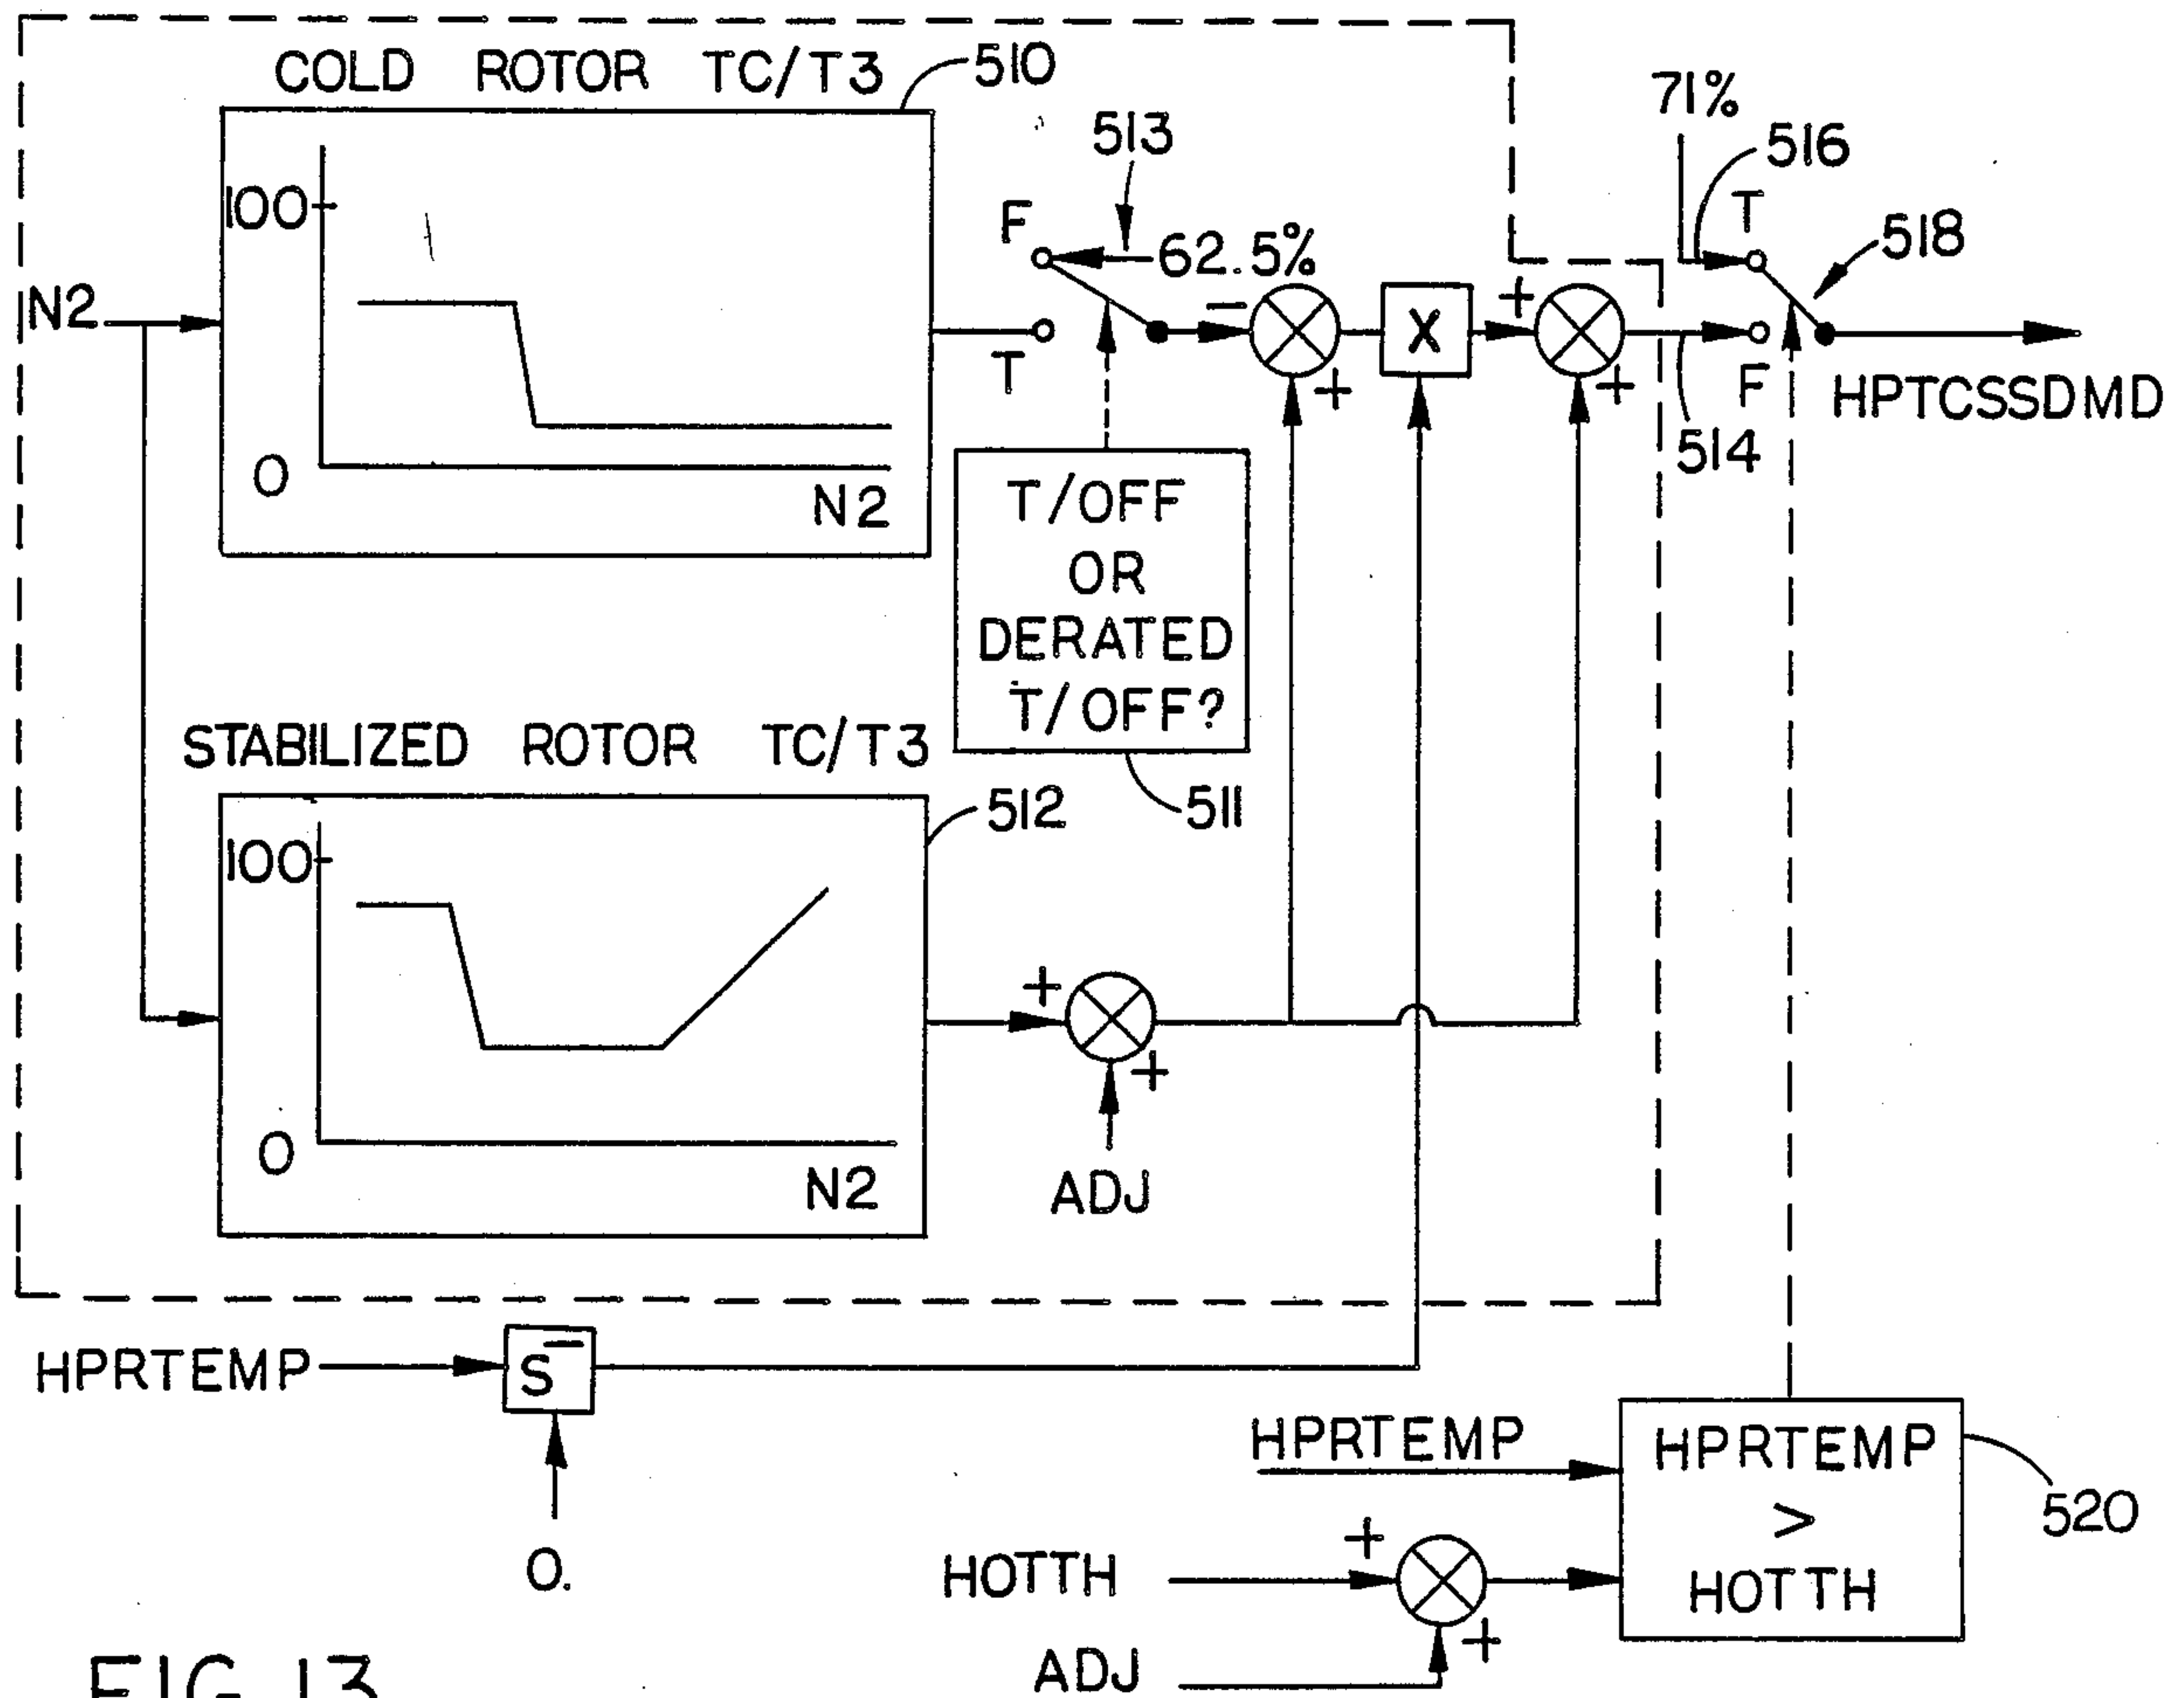 COLD ROTOR TC/T3
510
71%
516
513
100
F
T
518
62.5%
N2
−
+
X
+
+
T
F
HPTCSSDMD
514
0
N2
T/OFF
OR
DERATED
T/OFF?
STABILIZED ROTOR TC/T3
512
511
100
+
+
0
N2
ADJ
HPRTEMP
S‾
HPRTEMP
HPRTEMP
>
HOTTH
520
0.
HOTTH
+
+
ADJ
FIG. 13